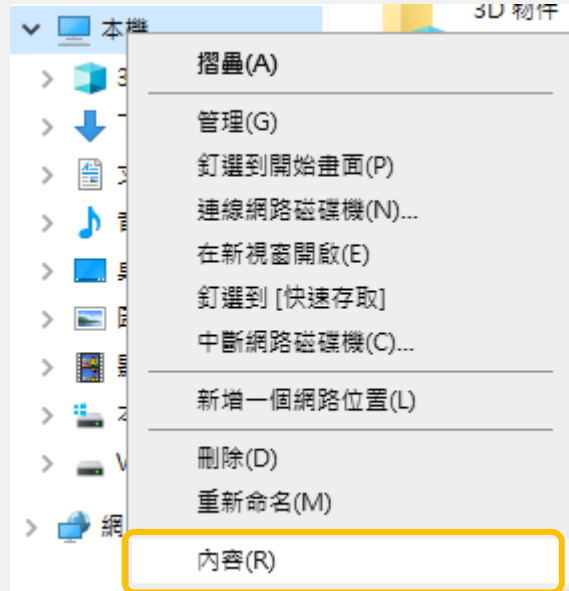 3D 物件
本機
摺疊(A)
管理(G)
釘選到開始畫面(P)
連線網路磁碟機(N)...
在新視窗開啟(E)
釘選到 [快速存取]
中斷網路磁碟機(C)...
新增一個網路位置(L)
刪除(D)
重新命名(M)
網
內容(R)